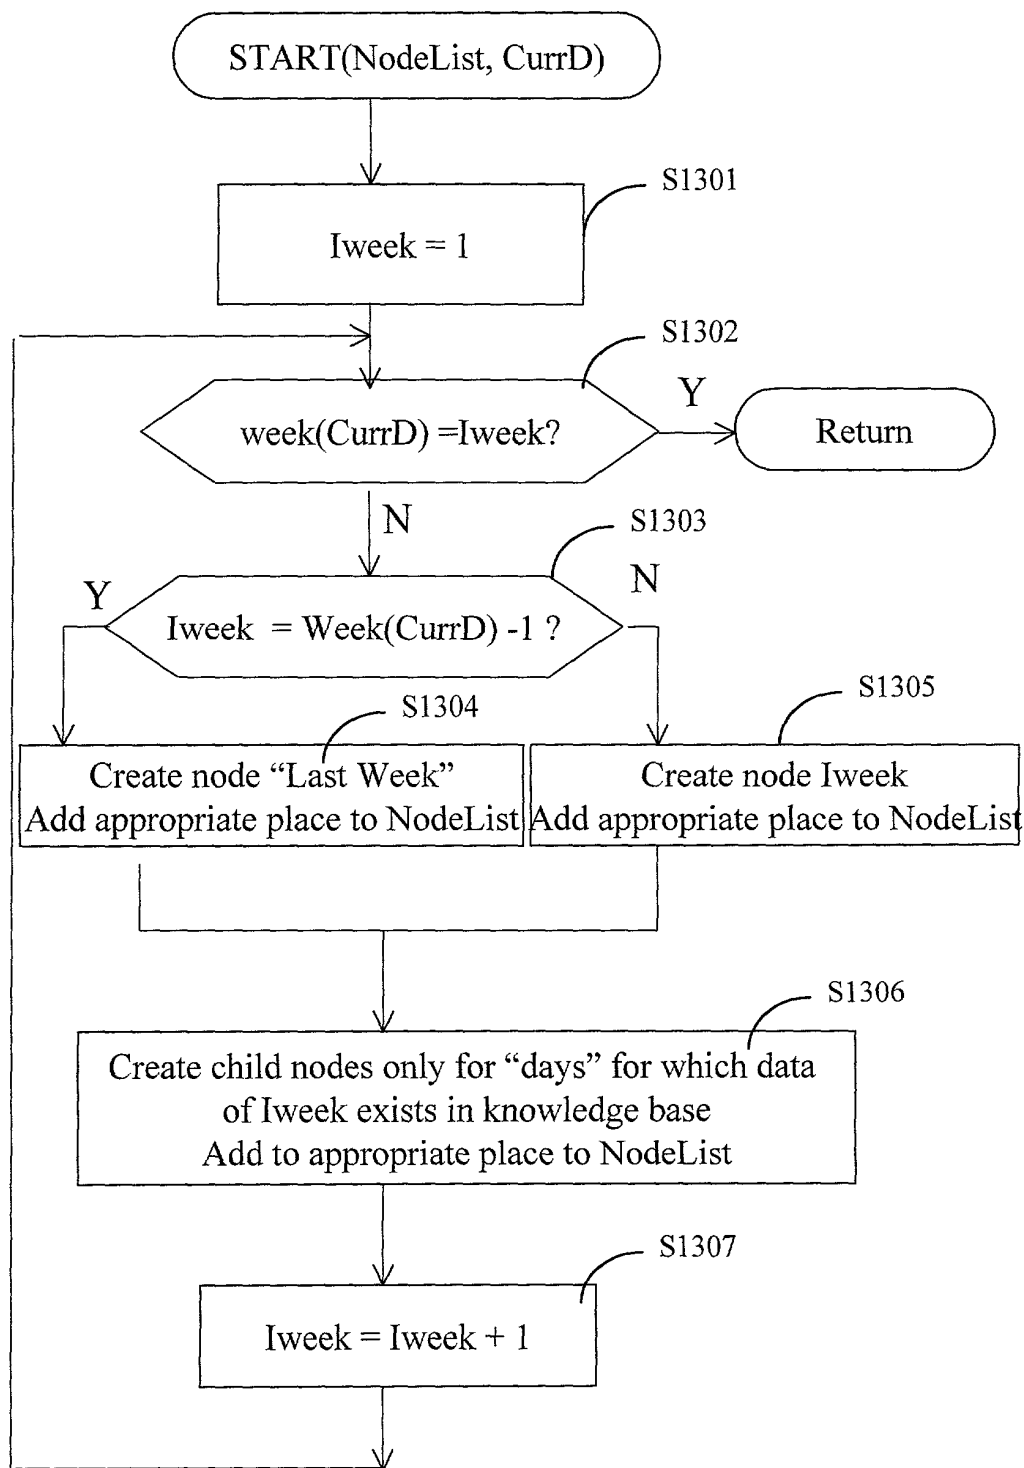 START(NodeList, CurrD)
S1301
Iweek = 1
S1302
week(CurrD) =Iweek?
Y
Return
N
S1303
Y
N
Iweek = Week(CurrD) -1 ?
S1304
S1305
Create node “Last Week”
Add appropriate place to NodeList
Create node Iweek
Add appropriate place to NodeList
S1306
Create child nodes only for “days” for which data
of Iweek exists in knowledge base
Add to appropriate place to NodeList
S1307
Iweek = Iweek + 1